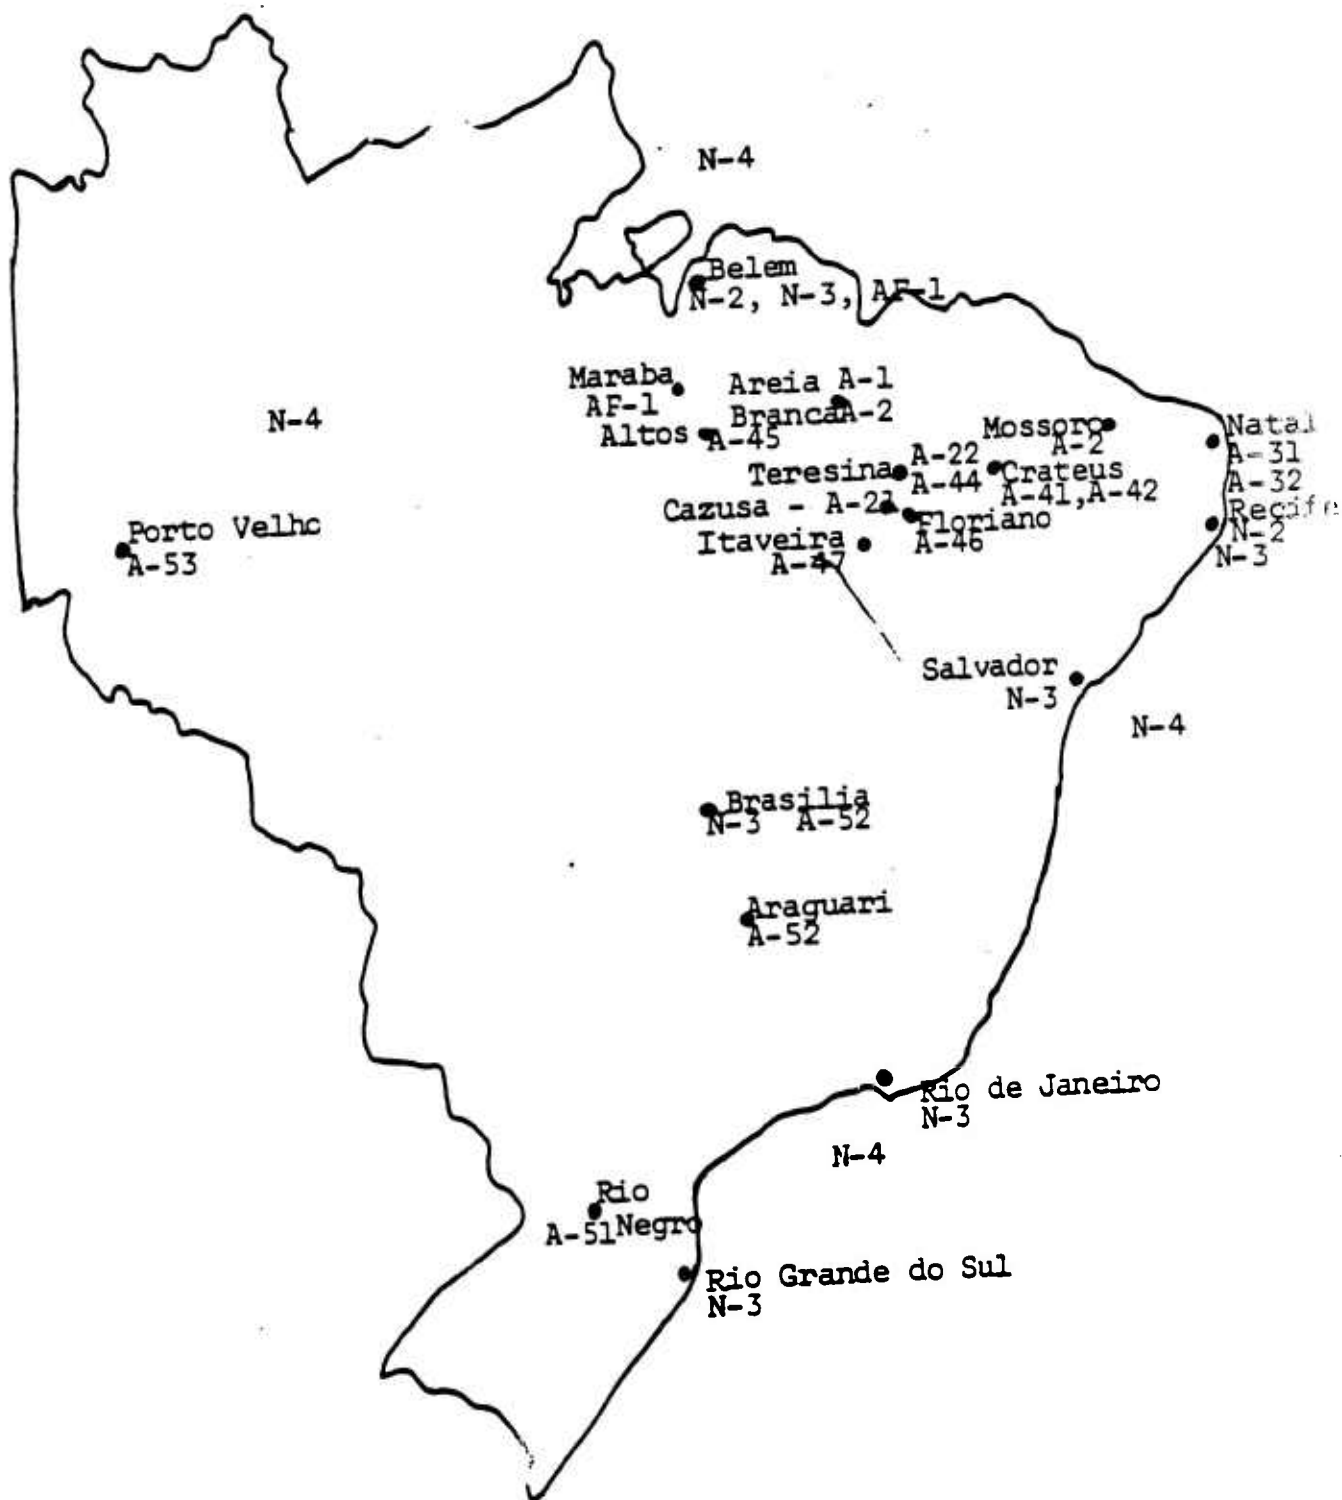 N-4
Belem
N-2, N-3, AF-1
Maraba
AF-1
Areia A-1
Branca A-2
N-4
Altos
A-45
Mossoro
A-2
Natal
A-31
A-32
Teresina A-22
A-44
Crateus
A-41,A-42
Cazusa - A-21
Floriano
A-46
Recife
N-2
N-3
Porto Velho
A-53
Itaveira
A-47
Salvador
N-3
N-4
Brasilia
N-3 A-52
Araguari
A-52
Rio de Janeiro
N-3
N-4
Rio
Negro
A-51
Rio Grande do Sul
N-3